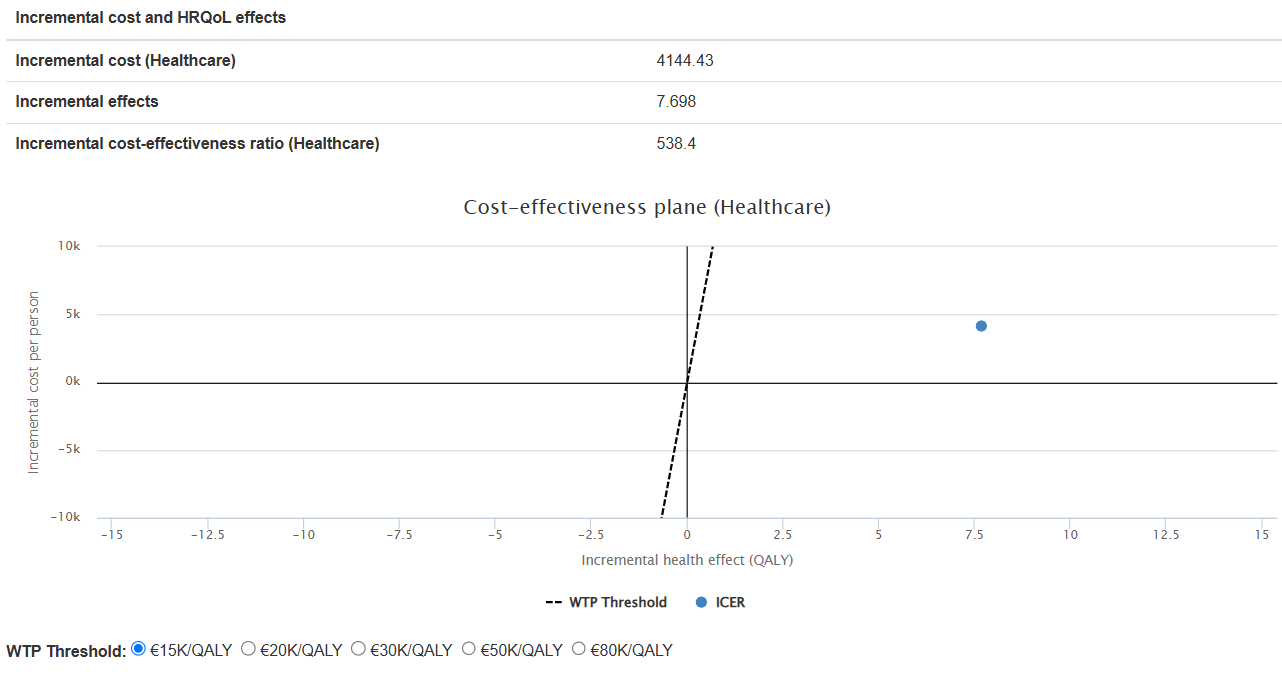 Incremental cost and HRQoL effects
Incremental cost (Healthcare) 4144.43
Incremental effects 7.698
Incremental cost-effectiveness ratio (Healthcare) 538.4
Cost-effectiveness plane (Healthcare)
Incremental cost per person
10k
5k
0k
-5k
-10k
-15 -12.5 -10 -7.5 -5 -2.5 0 2.5 5 7.5 10 12.5 15
Incremental health effect (QALY)
WTP Threshold ICER
WTP Threshold: €15K/QALY €20K/QALY €30K/QALY €50K/QALY €80K/QALY